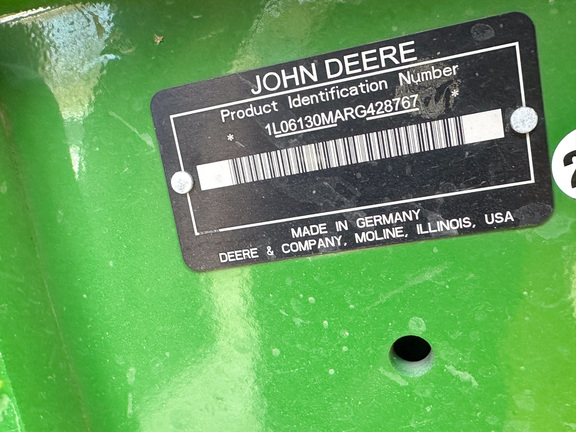 JOHN DEERE
Product Identification Number
* 1L06130MARG428767 *
MADE IN GERMANY
DEERE & COMPANY, MOLINE, ILLINOIS, USA